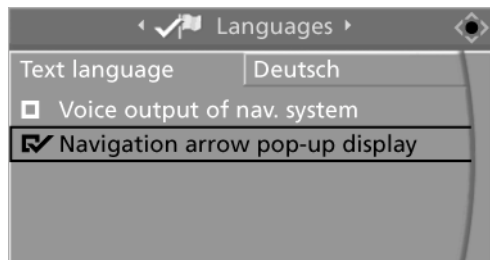 Languages
Text language Deutsch
Voice output of nav. system
Navigation arrow pop-up display